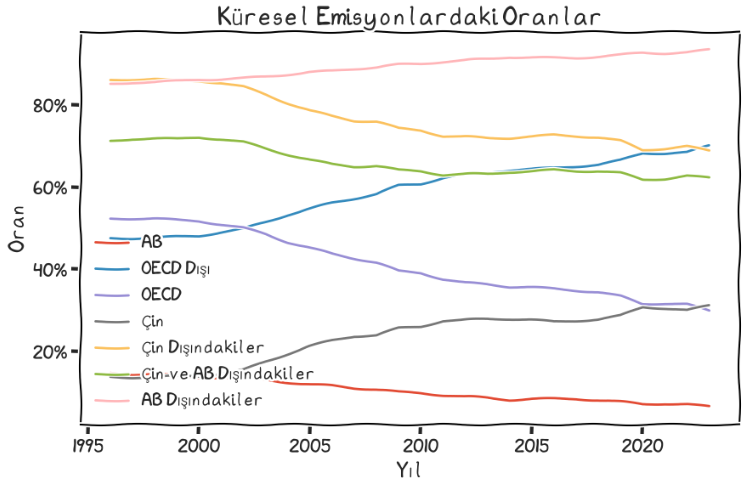 Küresel Emisyonlardaki Oranlar
80%
60%
40%
20%
Oran
AB
OECD Dışı
OECD
Çin
Çin Dışındakiler
Çin ve AB Dışındakiler
AB Dışındakiler
1995 2000 2005 2010 2015 2020
Yıl